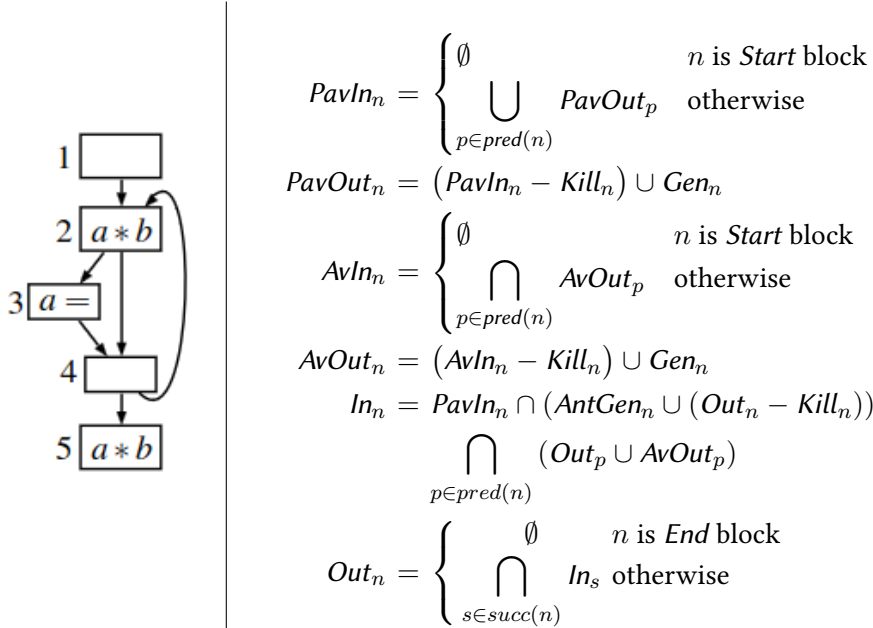 1
2 a ∗ b
3 a =
4
5 a ∗ b
PavIn_n = { ∅ n is Start block
⋃_{p∈pred(n)} PavOut_p otherwise
PavOut_n = (PavIn_n − Kill_n) ∪ Gen_n
AvIn_n = { ∅ n is Start block
⋂_{p∈pred(n)} AvOut_p otherwise
AvOut_n = (AvIn_n − Kill_n) ∪ Gen_n
In_n = PavIn_n ∩ (AntGen_n ∪ (Out_n − Kill_n))
⋂_{p∈pred(n)} (Out_p ∪ AvOut_p)
Out_n = { ∅ n is End block
⋂_{s∈succ(n)} In_s otherwise